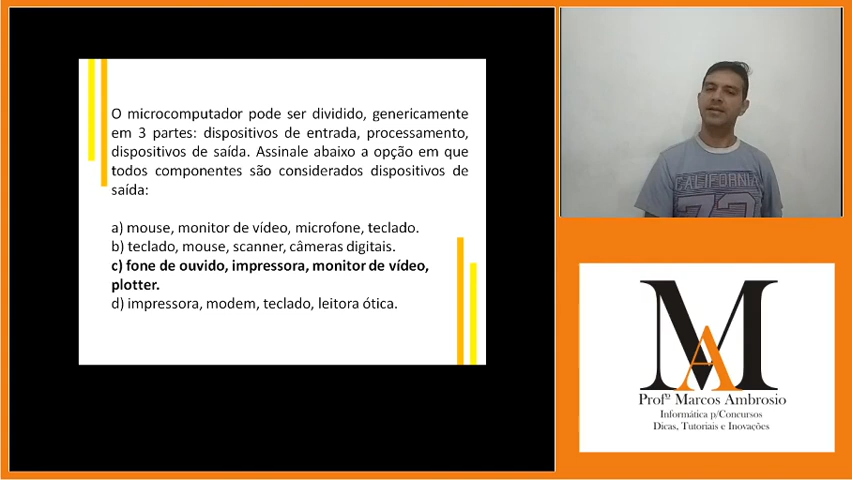 O microcomputador pode ser dividido, genericamente
em 3 partes: dispositivos de entrada, processamento,
dispositivos de saída. Assinale abaixo a opção em que
todos componentes são considerados dispositivos de
saída:
a) mouse, monitor de vídeo, microfone, teclado.
b) teclado, mouse, scanner, câmeras digitais.
c) fone de ouvido, impressora, monitor de vídeo,
plotter.
d) impressora, modem, teclado, leitora ótica.
CALIFORNIA
MA
Profº Marcos Ambrosio
Informática p/Concursos
Dicas, Tutoriais e Inovações